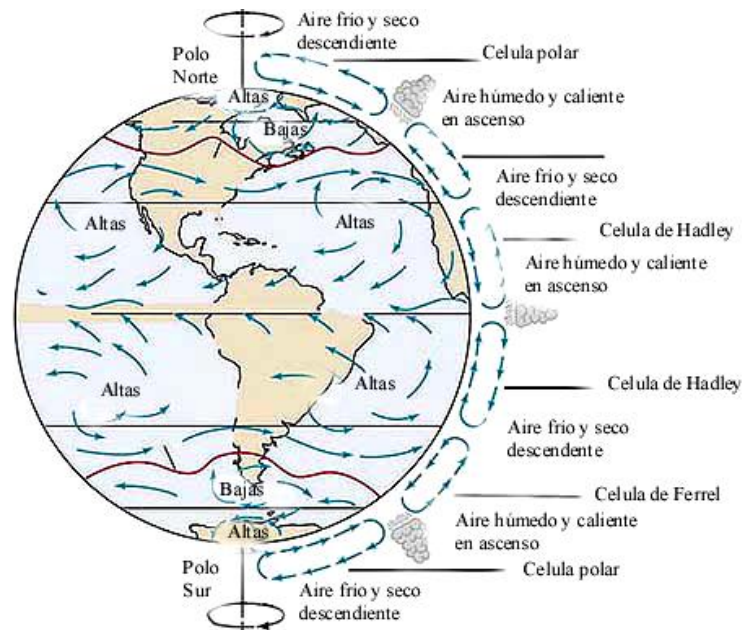 Aire frio y seco
descendiente
Polo
Norte
Celula polar
Altas
Bajas
Aire húmedo y caliente
en ascenso
Aire frio y seco
descendiente
Altas
Altas
Celula de Hadley
Aire húmedo y caliente
en ascenso
Altas
Altas
Celula de Hadley
Aire frio y seco
descendente
Bajas
Celula de Ferrel
Aire húmedo y caliente
en ascenso
Altas
Polo
Sur
Celula polar
Aire frio y seco
descendiente